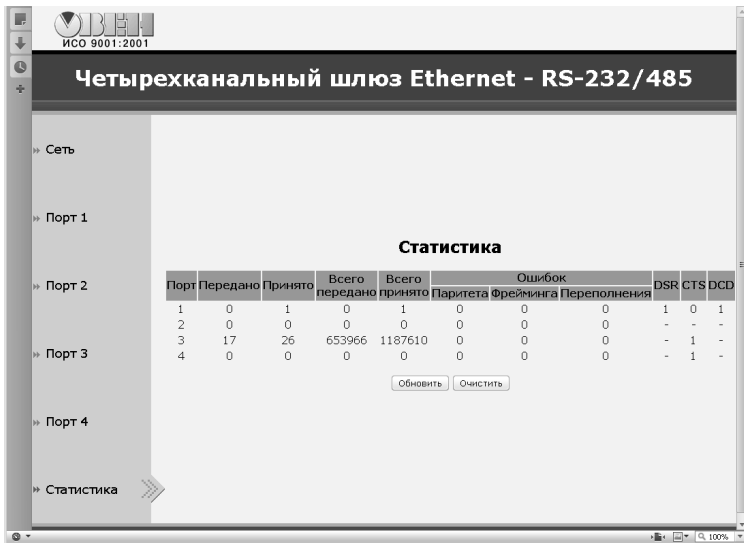 ОВЕН
ИСО 9001:2001
Четырехканальный шлюз Ethernet - RS-232/485
» Сеть
» Порт 1
» Порт 2
» Порт 3
» Порт 4
» Статистика
Статистика
Порт Передано Принято Всего передано Всего принято Ошибок Паритета Фрейминга Переполнения DSR CTS DCD
1 0 1 0 1 0 0 0 1 0 1
2 0 0 0 0 0 0 0 - - -
3 17 26 653966 1187610 0 0 0 - 1 -
4 0 0 0 0 0 0 0 - 1 -
Обновить Очистить
100%